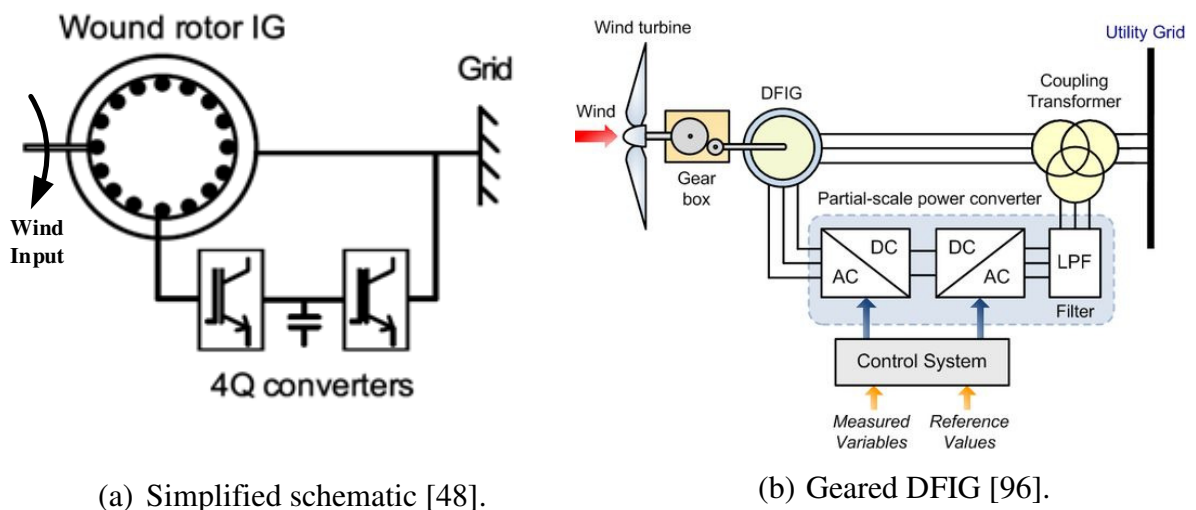 Wound rotor IG
Grid
Wind
Input
4Q converters
(a) Simplified schematic [48].
Utility Grid
Wind turbine
Coupling
Transformer
DFIG
Wind
Gear
box
Partial-scale power converter
DC
AC
DC
AC
LPF
Filter
Control System
Measured
Variables
Reference
Values
(b) Geared DFIG [96].